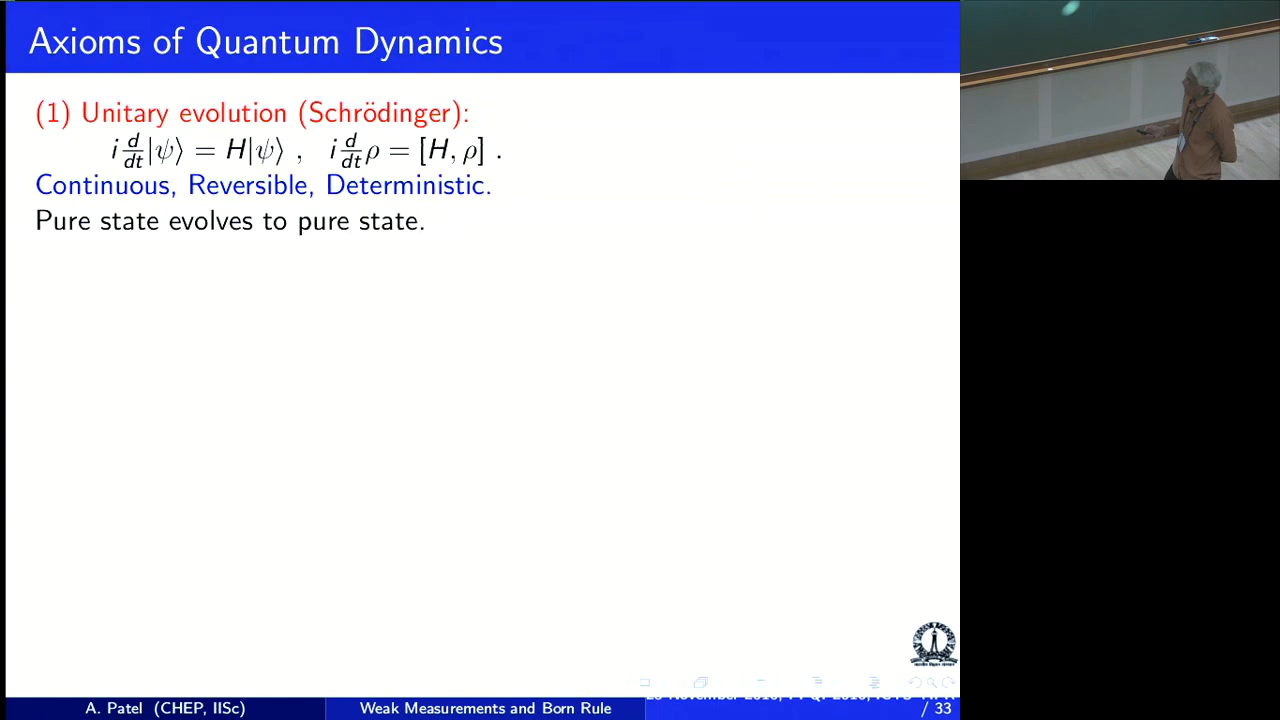 Axioms of Quantum Dynamics
(1) Unitary evolution (Schrödinger):
i d/dt |ψ⟩ = H|ψ⟩ , i d/dt ρ = [H, ρ] .
Continuous, Reversible, Deterministic.
Pure state evolves to pure state.
A. Patel (CHEP, IISc)
Weak Measurements and Born Rule
/ 33